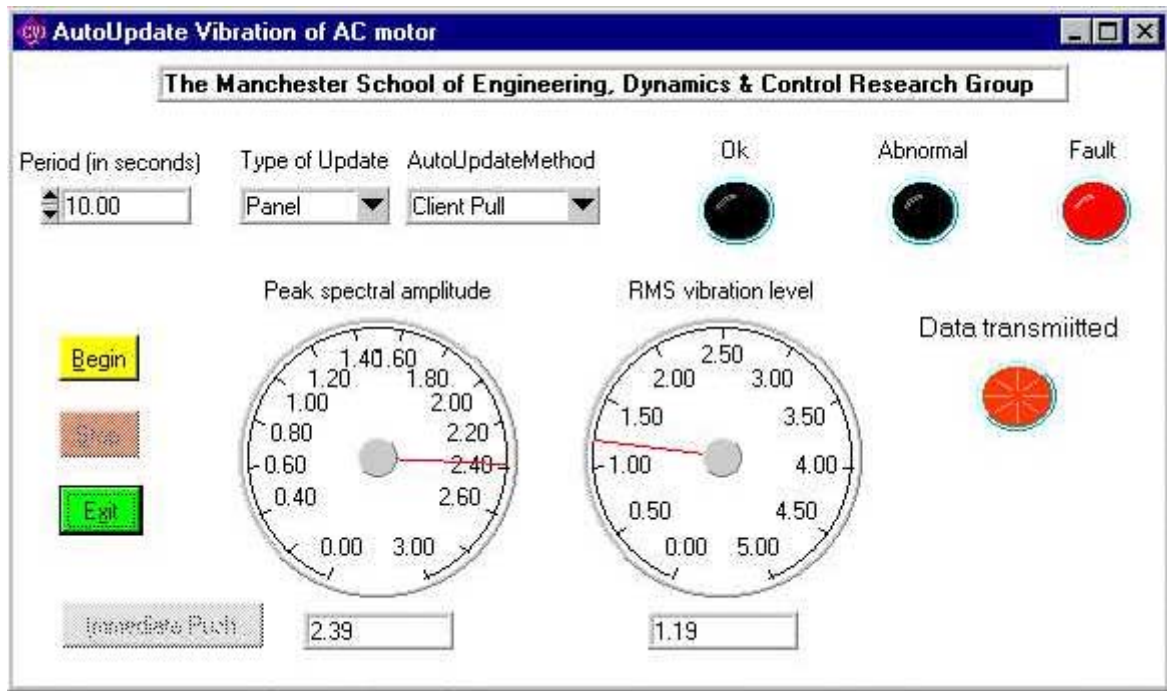 CVI AutoUpdate Vibration of AC motor
The Manchester School of Engineering, Dynamics & Control Research Group
Period (in seconds)
10.00
Type of Update
Panel
AutoUpdateMethod
Client Pull
Ok
Abnormal
Fault
Begin
Stop
Exit
Immediate Push
Peak spectral amplitude
0.00
0.40
0.60
0.80
1.00
1.20
1.40
1.60
1.80
2.00
2.20
2.40
2.60
3.00
2.39
RMS vibration level
0.00
0.50
1.00
1.50
2.00
2.50
3.00
3.50
4.00
4.50
5.00
1.19
Data transmiitted